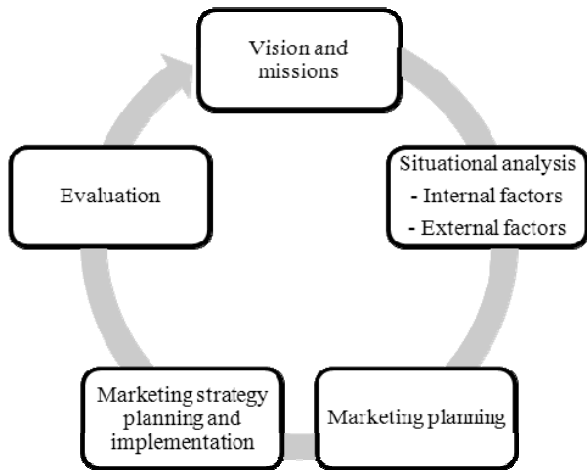 Vision and
missions
Situational analysis
- Internal factors
- External factors
Marketing planning
Marketing strategy
planning and
implementation
Evaluation